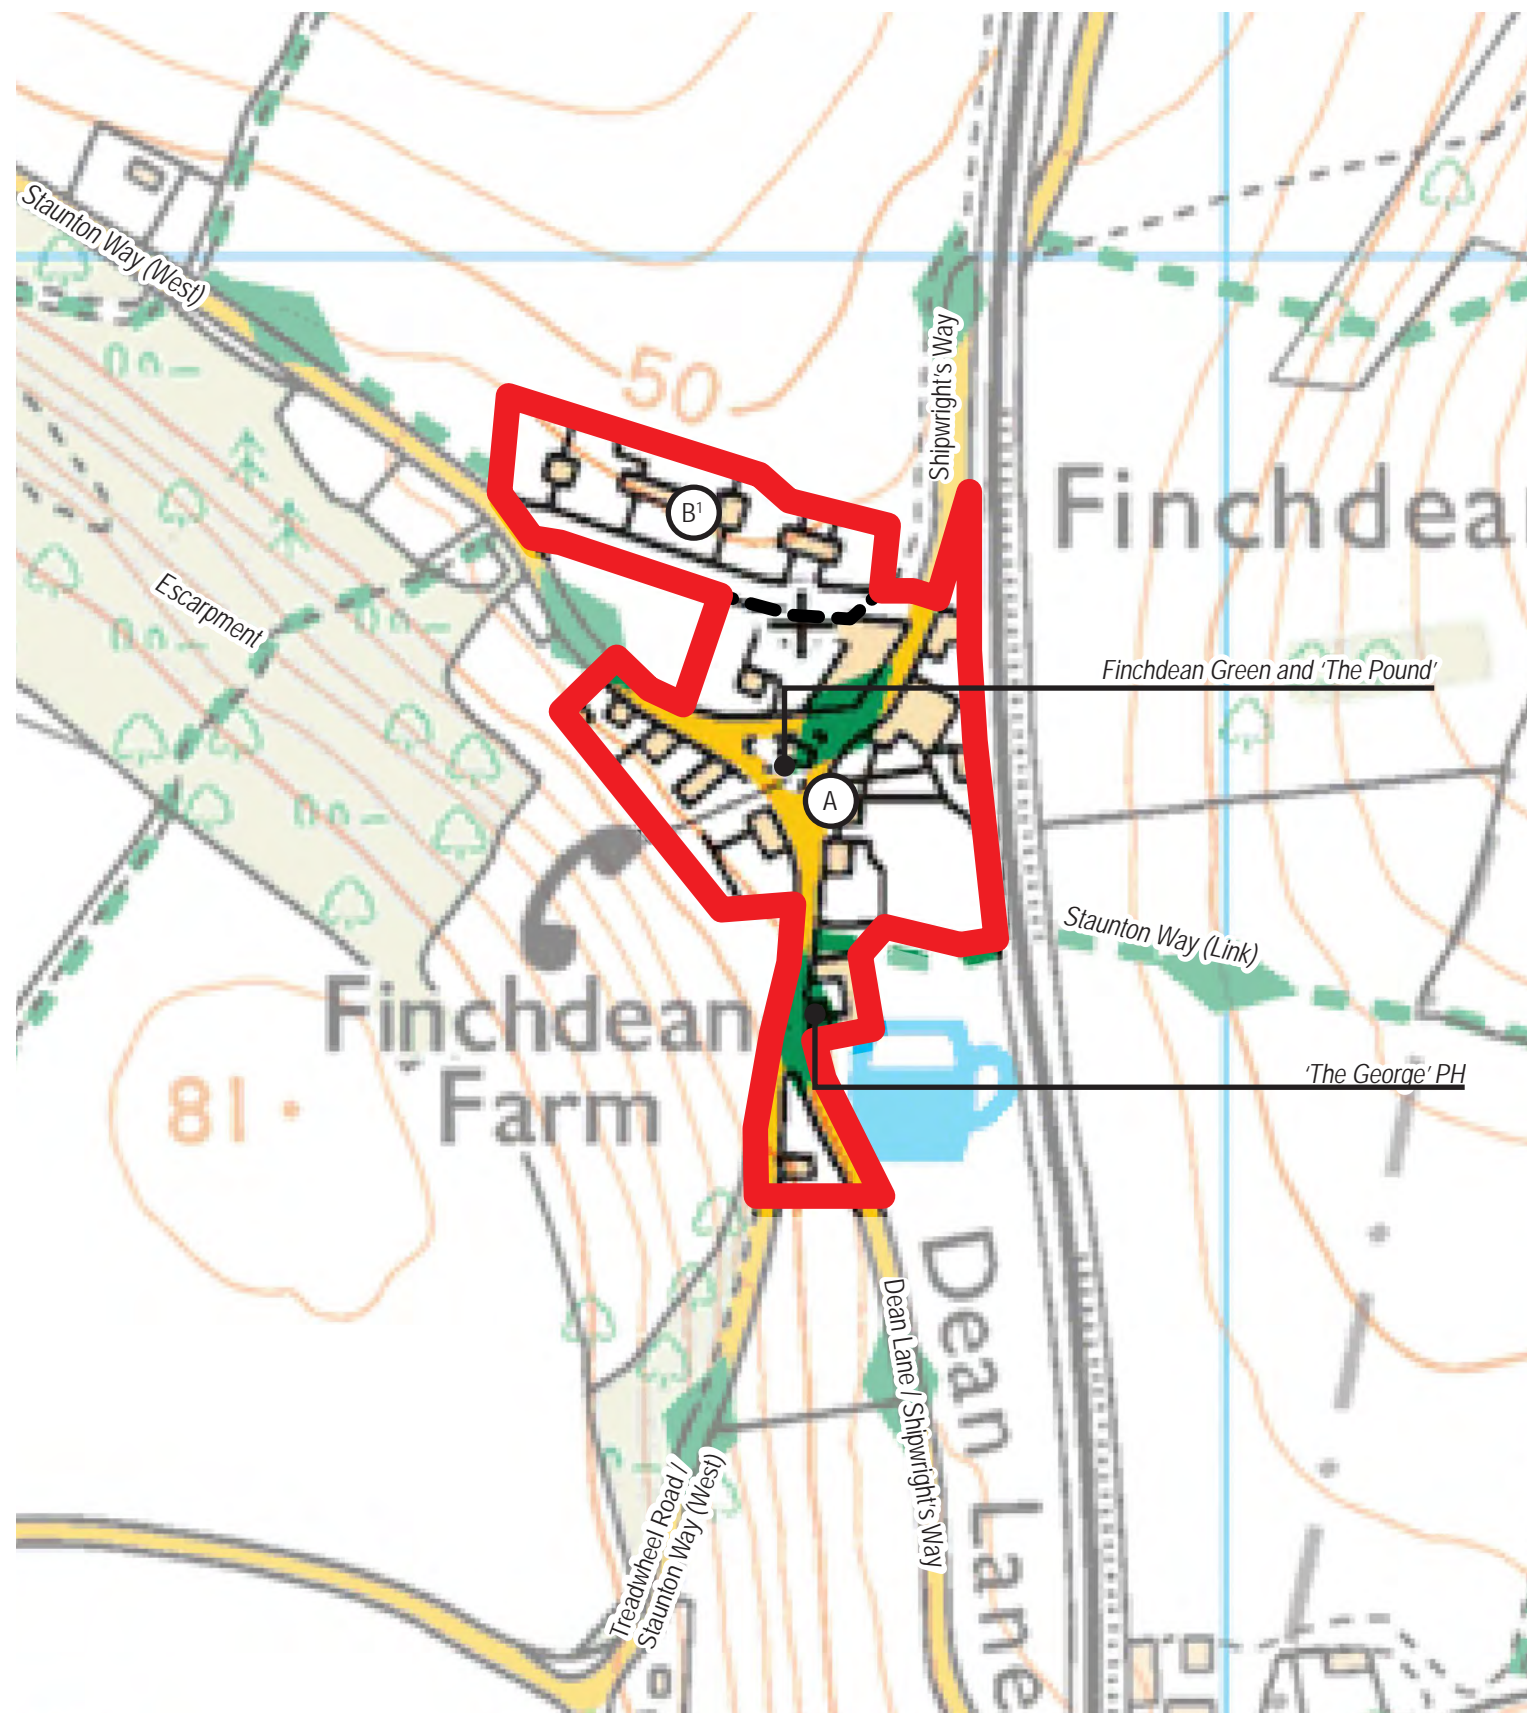 Staunton Way (West)
50
Shipwright's Way
B¹
Finchdea
Escarpment
Finchdean Green and 'The Pound'
A
Staunton Way (Link)
Finchdean
Farm
81
'The George' PH
Dean Lane
Dean Lane / Shipwright's Way
Treadwheel Road /
Staunton Way (West)